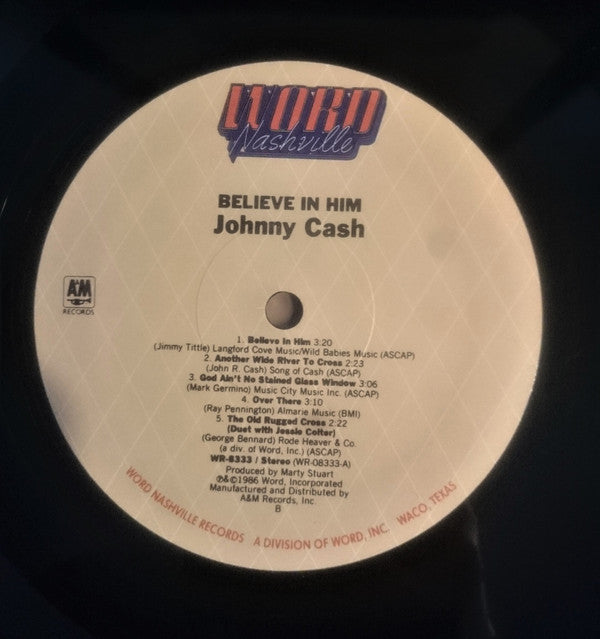 WORD
Nashville
BELIEVE IN HIM
Johnny Cash
A&M
RECORDS
1. Believe In Him 3:20
(Jimmy Tittle) Langford Cove Music/Wild Babies Music (ASCAP)
2. Another Wide River To Cross 2:23
(John R. Cash) Song of Cash (ASCAP)
3. God Ain't No Stained Glass Window 3:06
(Mark Germino) Music City Music Inc. (ASCAP)
4. Over There 3:10
(Ray Pennington) Almarie Music (BMI)
5. The Old Rugged Cross 2:22
(Duet with Jessie Colter)
(George Bennard) Rode Heaver & Co.
(a div. of Word, Inc.) (ASCAP)
WR-8333 / Stereo (WR-08333-A)
Produced by Marty Stuart
℗&©1986 Word, Incorporated
Manufactured and Distributed by
A&M Records, Inc.
B
WORD NASHVILLE RECORDS A DIVISION OF WORD, INC. WACO, TEXAS